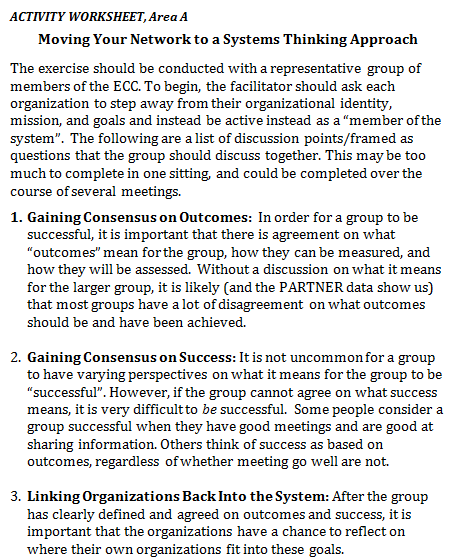 ACTIVITY WORKSHEET, Area A
Moving Your Network to a Systems Thinking Approach
The exercise should be conducted with a representative group of
members of the ECC. To begin, the facilitator should ask each
organization to step away from their organizational identity,
mission, and goals and instead be active instead as a “member of the
system”. The following are a list of discussion points/framed as
questions that the group should discuss together. This may be too
much to complete in one sitting, and could be completed over the
course of several meetings.
1. Gaining Consensus on Outcomes: In order for a group to be
successful, it is important that there is agreement on what
“outcomes” mean for the group, how they can be measured, and
how they will be assessed. Without a discussion on what it means
for the larger group, it is likely (and the PARTNER data show us)
that most groups have a lot of disagreement on what outcomes
should be and have been achieved.
2. Gaining Consensus on Success: It is not uncommon for a group
to have varying perspectives on what it means for the group to be
“successful”. However, if the group cannot agree on what success
means, it is very difficult to be successful. Some people consider a
group successful when they have good meetings and are good at
sharing information. Others think of success as based on
outcomes, regardless of whether meeting go well are not.
3. Linking Organizations Back Into the System: After the group
has clearly defined and agreed on outcomes and success, it is
important that the organizations have a chance to reflect on
where their own organizations fit into these goals.